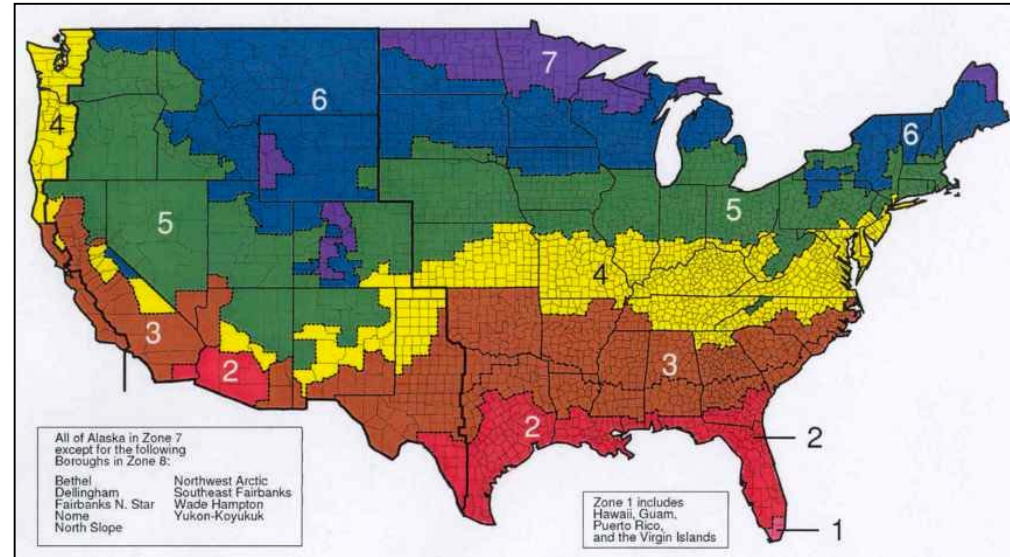 7
6
6
4
5
5
4
3
3
2
2
2
1
All of Alaska in Zone 7
except for the following
Boroughs in Zone 8:
Bethel Northwest Arctic
Dellingham Southeast Fairbanks
Fairbanks N. Star Wade Hampton
Nome Yukon-Koyukuk
North Slope
Zone 1 includes
Hawaii, Guam,
Puerto Rico,
and the Virgin Islands